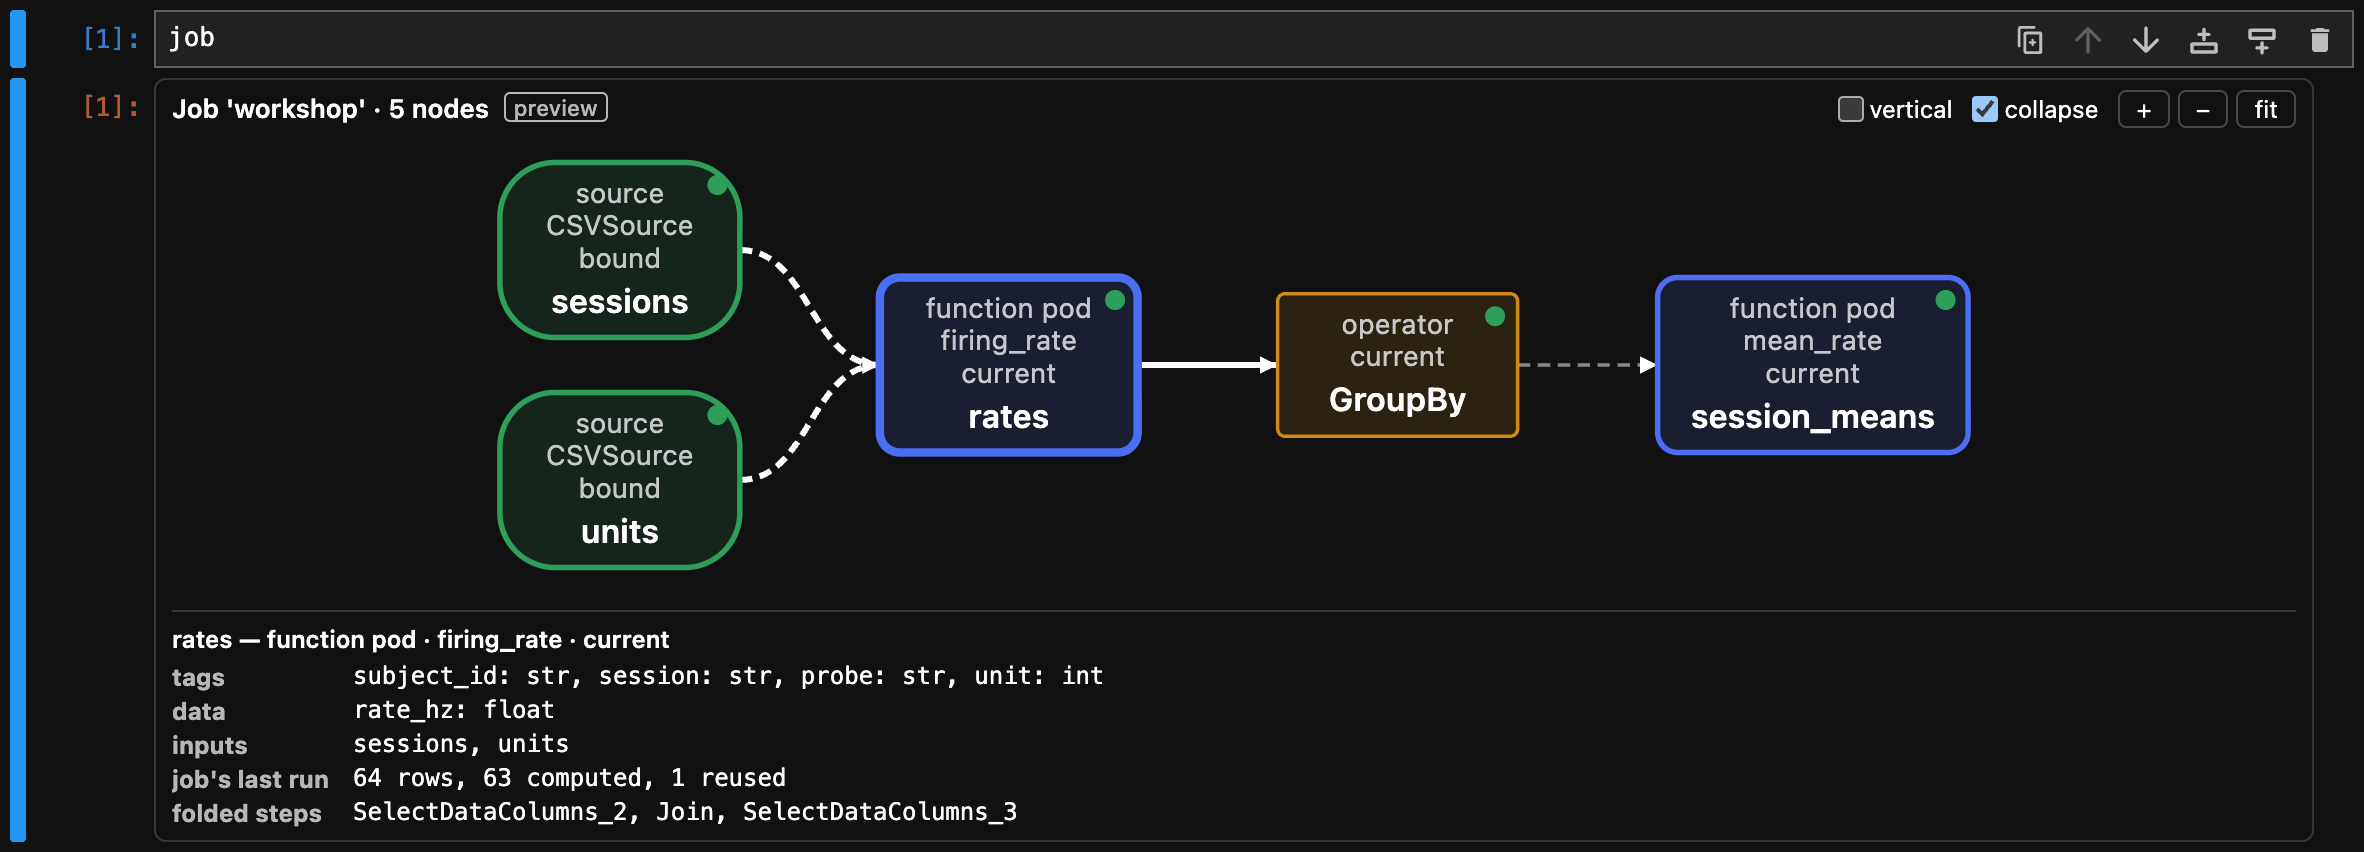 [1]: job
[1]: Job 'workshop' · 5 nodes preview
vertical collapse + − fit
source
CSVSource
bound
sessions
source
CSVSource
bound
units
function pod
firing_rate
current
rates
operator
current
GroupBy
function pod
mean_rate
current
session_means
rates — function pod · firing_rate · current
tags subject_id: str, session: str, probe: str, unit: int
data rate_hz: float
inputs sessions, units
job's last run 64 rows, 63 computed, 1 reused
folded steps SelectDataColumns_2, Join, SelectDataColumns_3